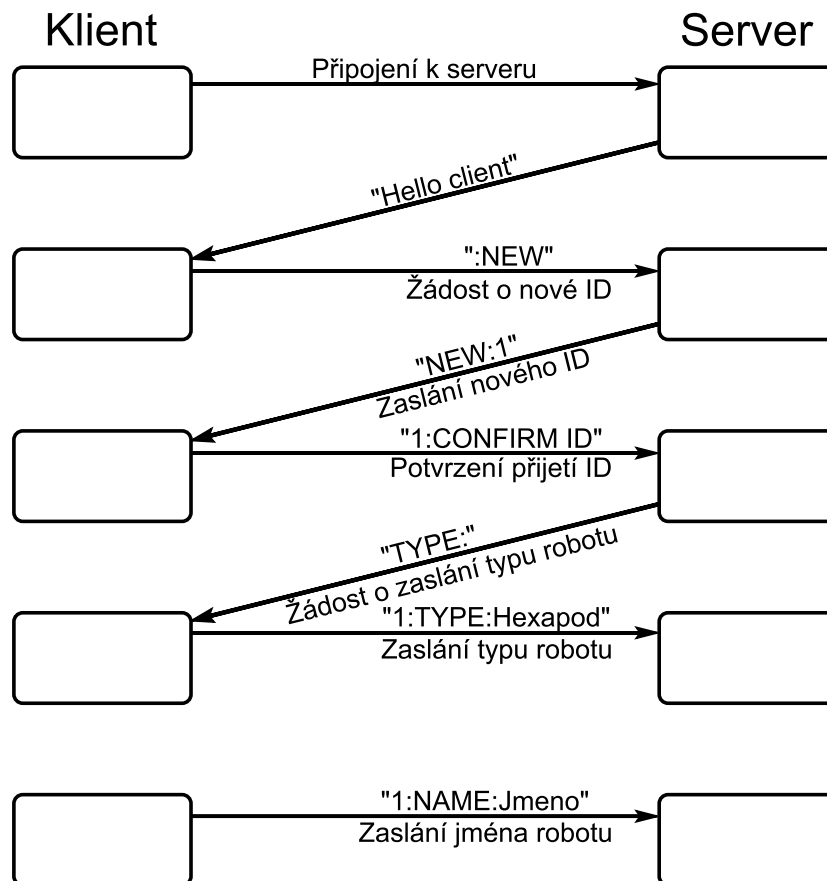 Klient
Server
Připojení k serveru
"Hello client"
":NEW"
Žádost o nové ID
"NEW:1"
Zaslání nového ID
"1:CONFIRM ID"
Potvrzení přijetí ID
"TYPE:"
Žádost o zaslání typu robotu
"1:TYPE:Hexapod"
Zaslání typu robotu
"1:NAME:Jmeno"
Zaslání jména robotu